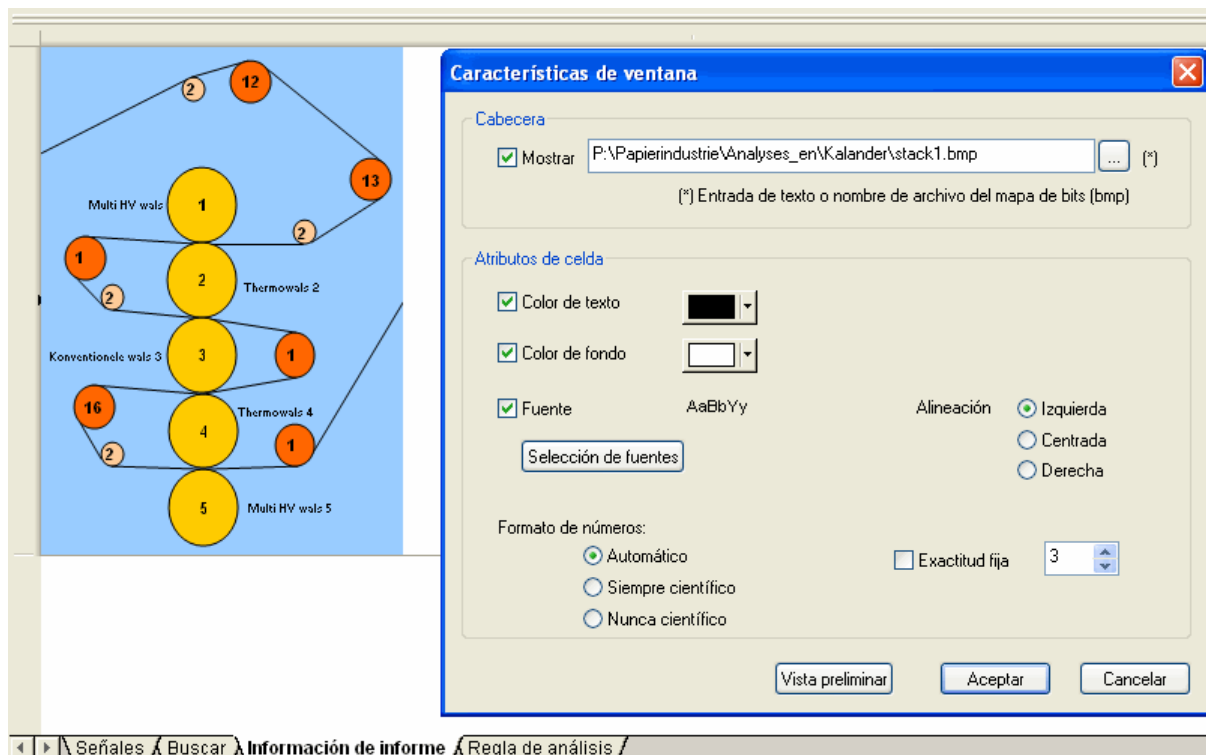 12
2
13
Multi HV wals
1
2
1
2
Thermowals 2
2
Konventionele wals 3
3
1
16
Thermowals 4
4
1
2
5
Multi HV wals 5
Características de ventana
Cabecera
Mostrar
P:\Papierindustrie\Analyses_en\Kalander\stack1.bmp
...
(*)
(*) Entrada de texto o nombre de archivo del mapa de bits (bmp)
Atributos de celda
Color de texto
Color de fondo
Fuente
AaBbYy
Alineación
Izquierda
Centrada
Derecha
Selección de fuentes
Formato de números:
Automático
Siempre científico
Nunca científico
Exactitud fija
3
Vista preliminar
Aceptar
Cancelar
Señales
Buscar
Información de informe
Regla de análisis